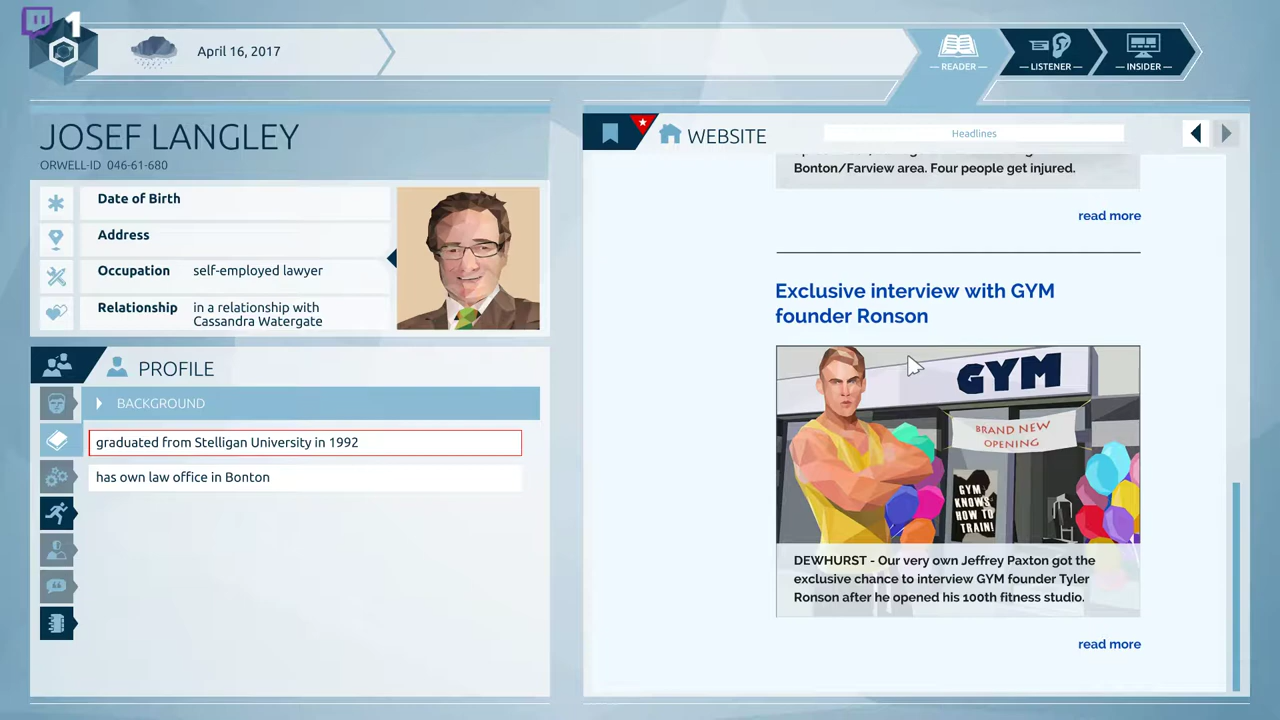 1
April 16, 2017
— READER —
— LISTENER —
— INSIDER —
JOSEF LANGLEY
ORWELL-ID 046-61-680
Date of Birth
Address
Occupation self-employed lawyer
Relationship in a relationship with
Cassandra Watergate
PROFILE
BACKGROUND
graduated from Stelligan University in 1992
has own law office in Bonton
WEBSITE
Headlines
Bonton/Farview area. Four people get injured.
read more
Exclusive interview with GYM
founder Ronson
GYM
BRAND NEW
OPENING
GYM
KNOWS
HOW TO
TRAIN!
DEWHURST - Our very own Jeffrey Paxton got the
exclusive chance to interview GYM founder Tyler
Ronson after he opened his 100th fitness studio.
read more